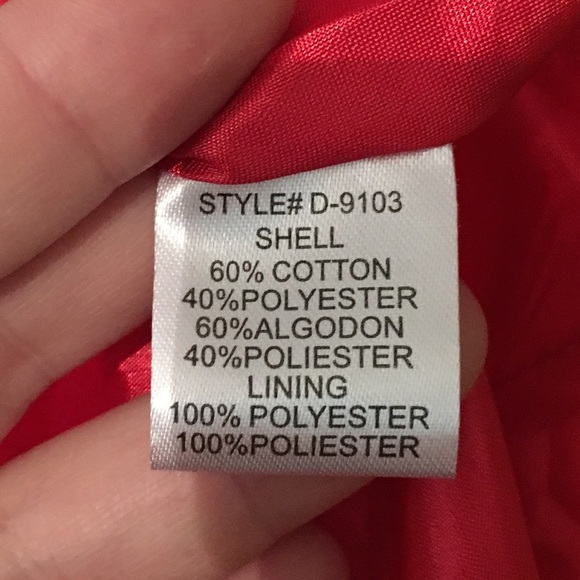 STYLE# D-9103
SHELL
60% COTTON
40%POLYESTER
60%ALGODON
40%POLIESTER
LINING
100% POLYESTER
100%POLIESTER